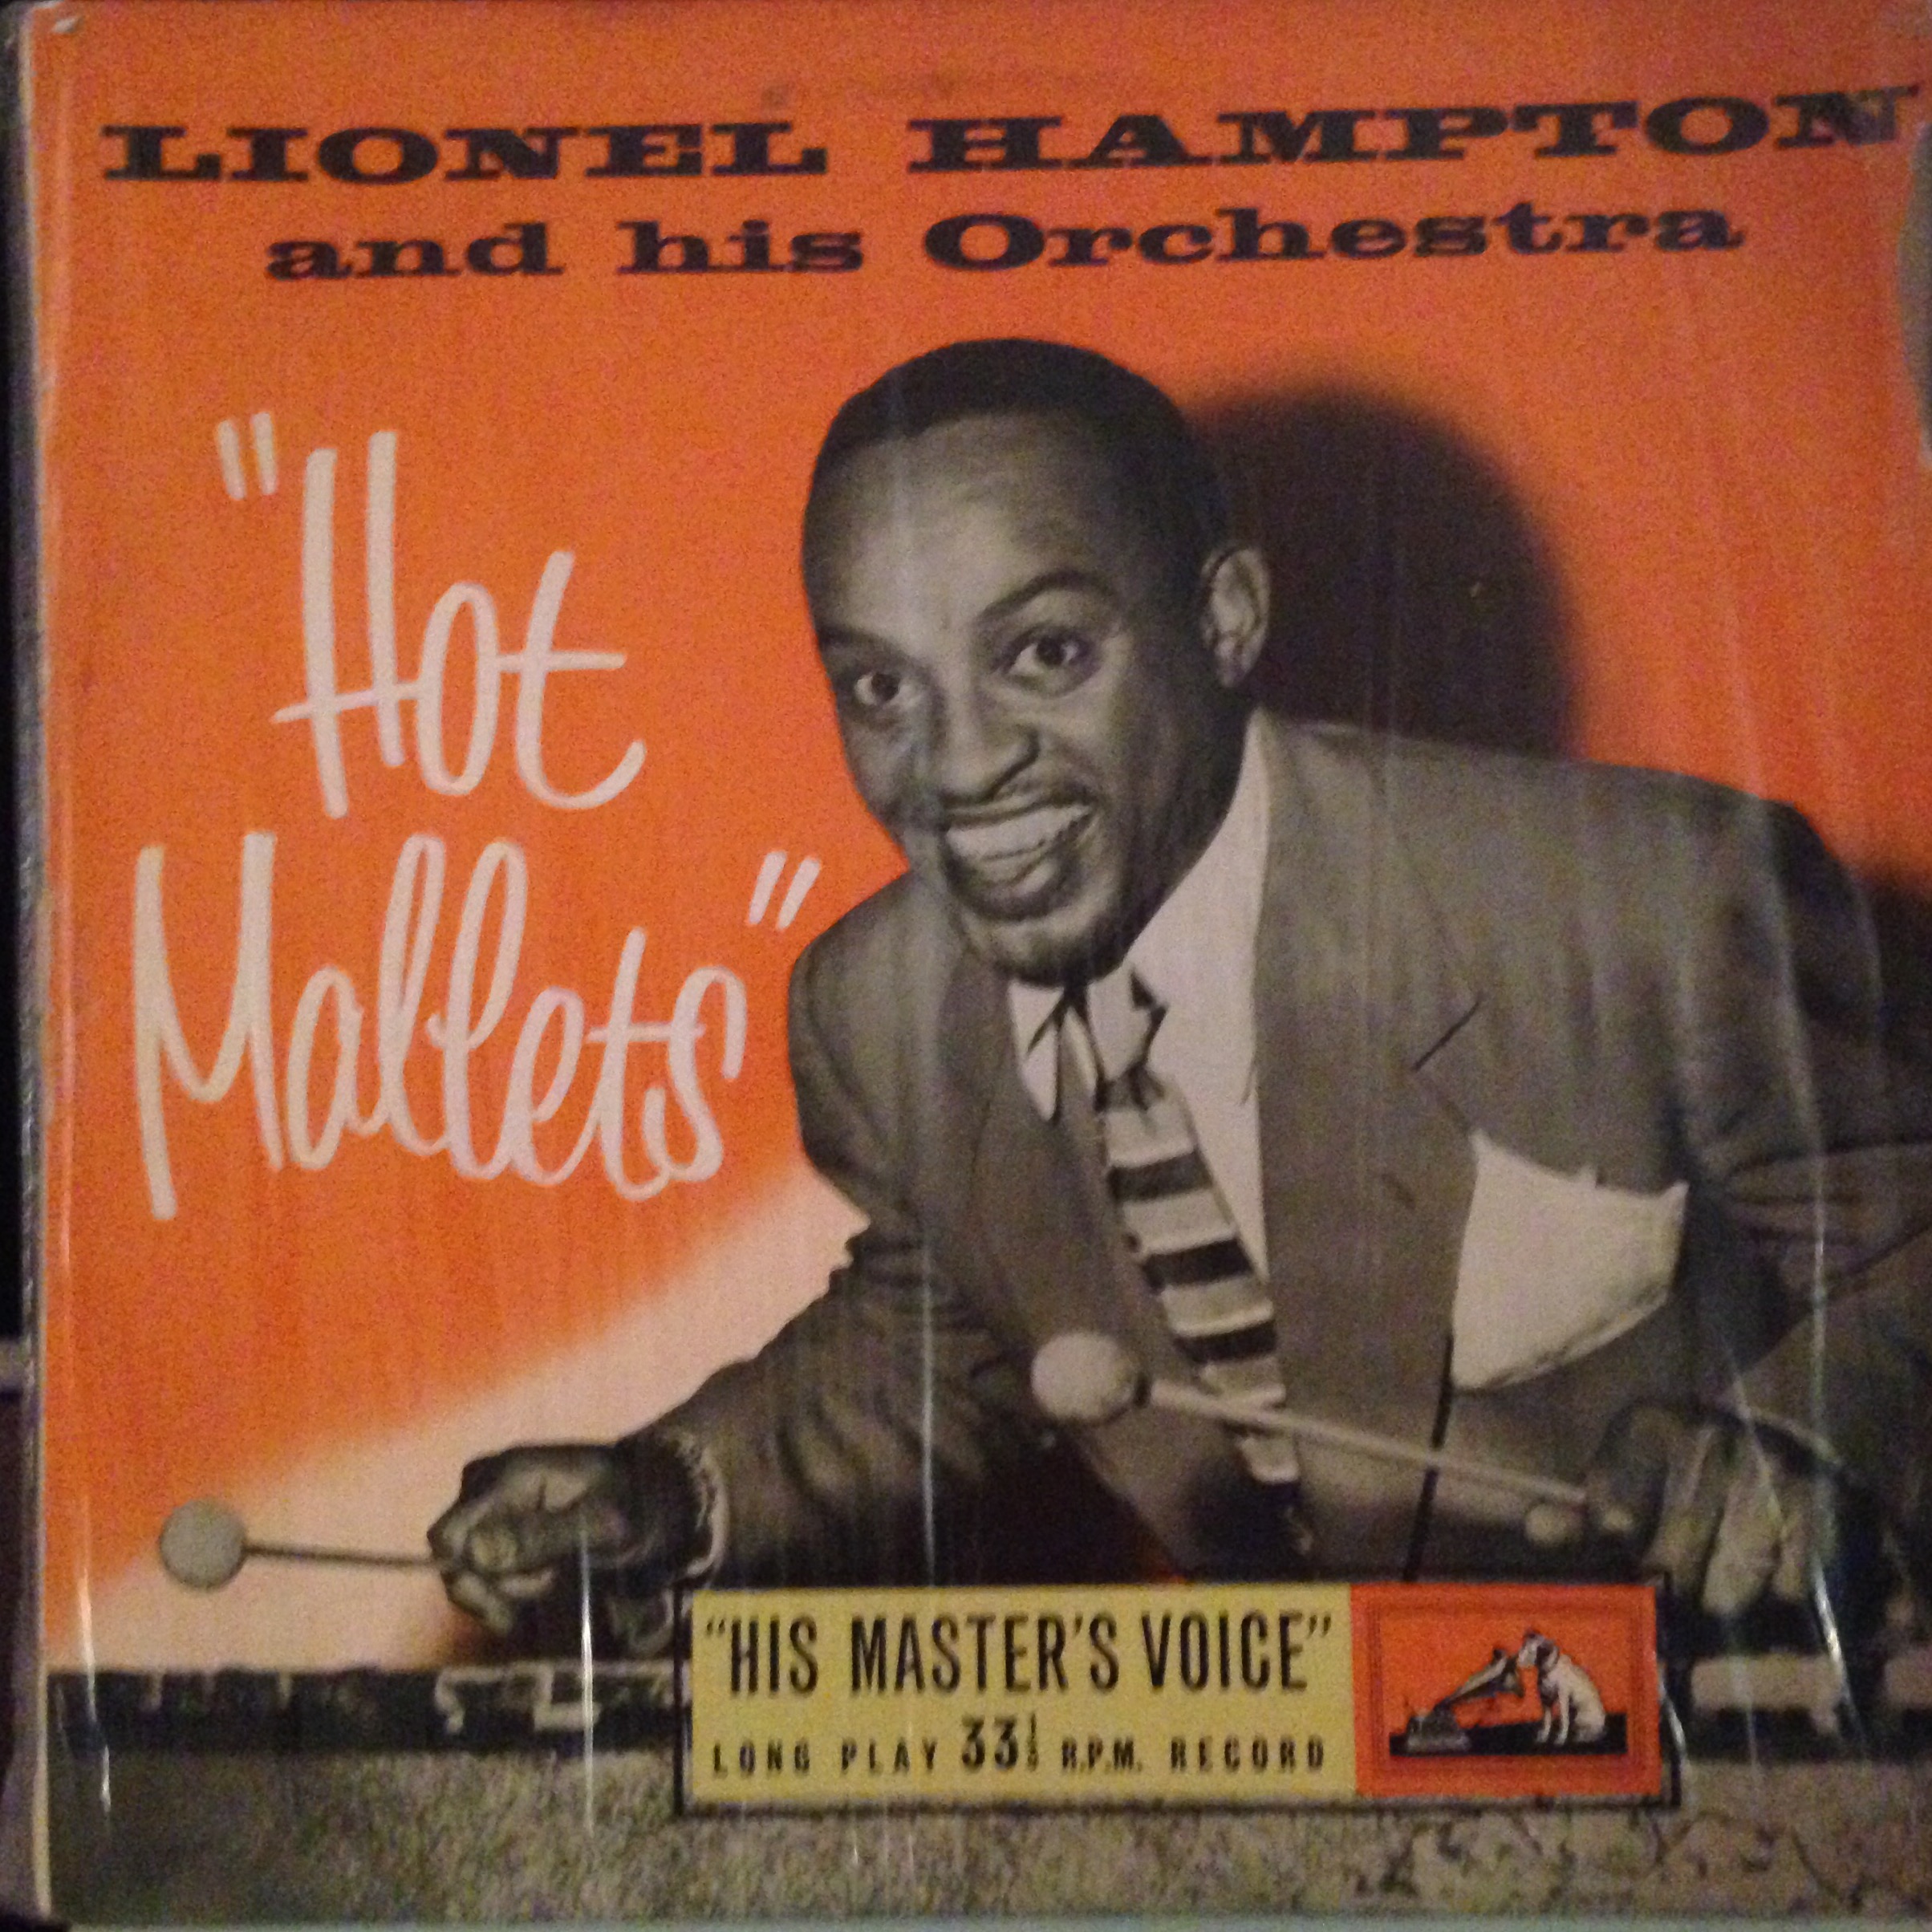 LIONEL HAMPTON
and his Orchestra
"Hot
Mallets"
"HIS MASTER'S VOICE"
LONG PLAY 33⅓ R.P.M. RECORD